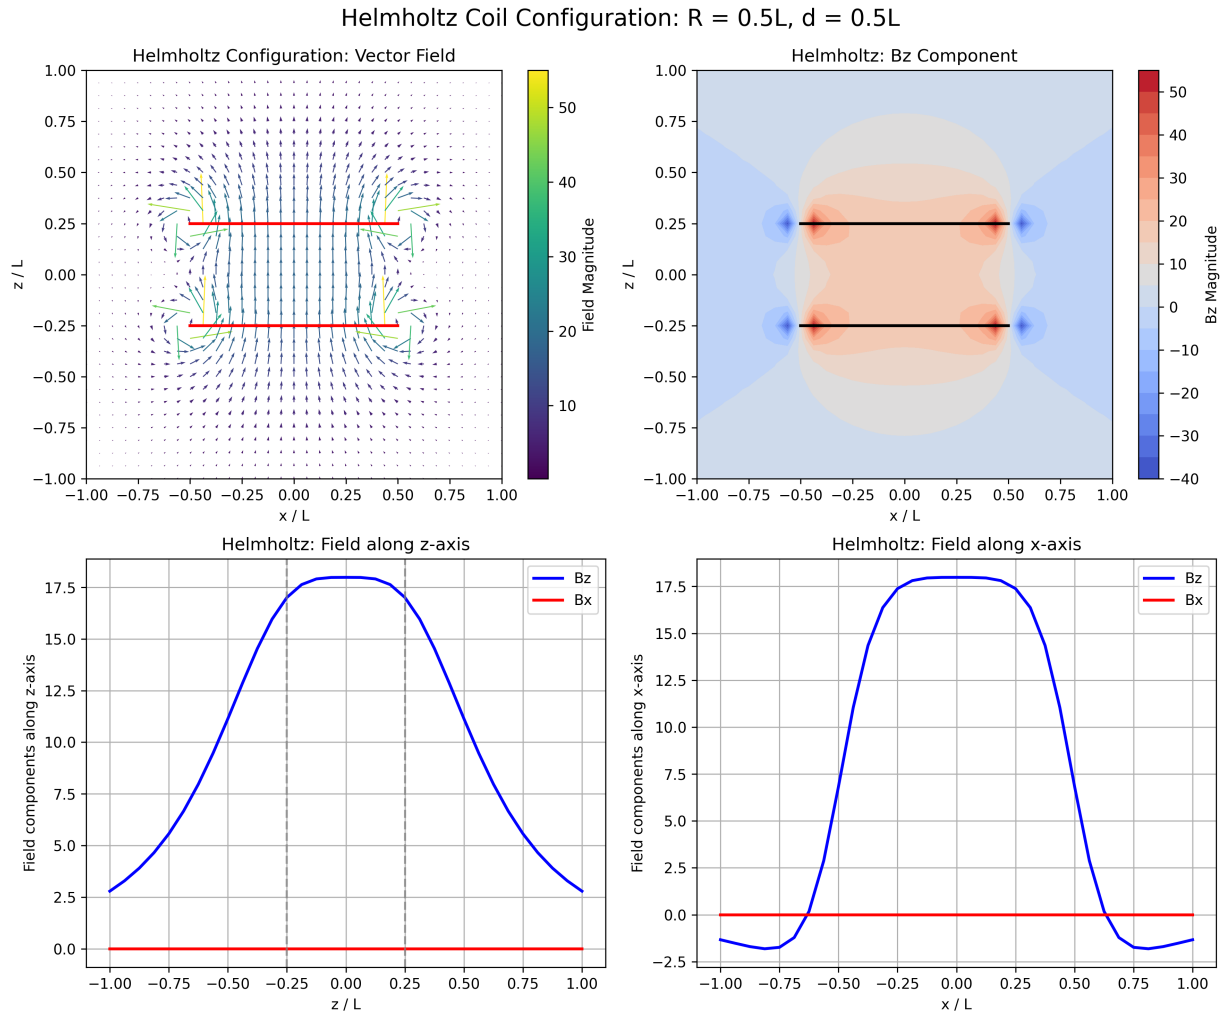 Helmholtz Coil Configuration: R = 0.5L, d = 0.5L
Helmholtz Configuration: Vector Field
1.00
0.75
0.50
0.25
0.00
−0.25
−0.50
−0.75
−1.00
z / L
−1.00 −0.75 −0.50 −0.25 0.00 0.25 0.50 0.75 1.00
x / L
50
40
30
20
10
Field Magnitude
Helmholtz: Bz Component
1.00
0.75
0.50
0.25
0.00
−0.25
−0.50
−0.75
−1.00
z / L
−1.00 −0.75 −0.50 −0.25 0.00 0.25 0.50 0.75 1.00
x / L
50
40
30
20
10
0
−10
−20
−30
−40
Bz Magnitude
Helmholtz: Field along z-axis
17.5
15.0
12.5
10.0
7.5
5.0
2.5
0.0
Field components along z-axis
Bz
Bx
−1.00 −0.75 −0.50 −0.25 0.00 0.25 0.50 0.75 1.00
z / L
Helmholtz: Field along x-axis
17.5
15.0
12.5
10.0
7.5
5.0
2.5
0.0
−2.5
Field components along x-axis
Bz
Bx
−1.00 −0.75 −0.50 −0.25 0.00 0.25 0.50 0.75 1.00
x / L